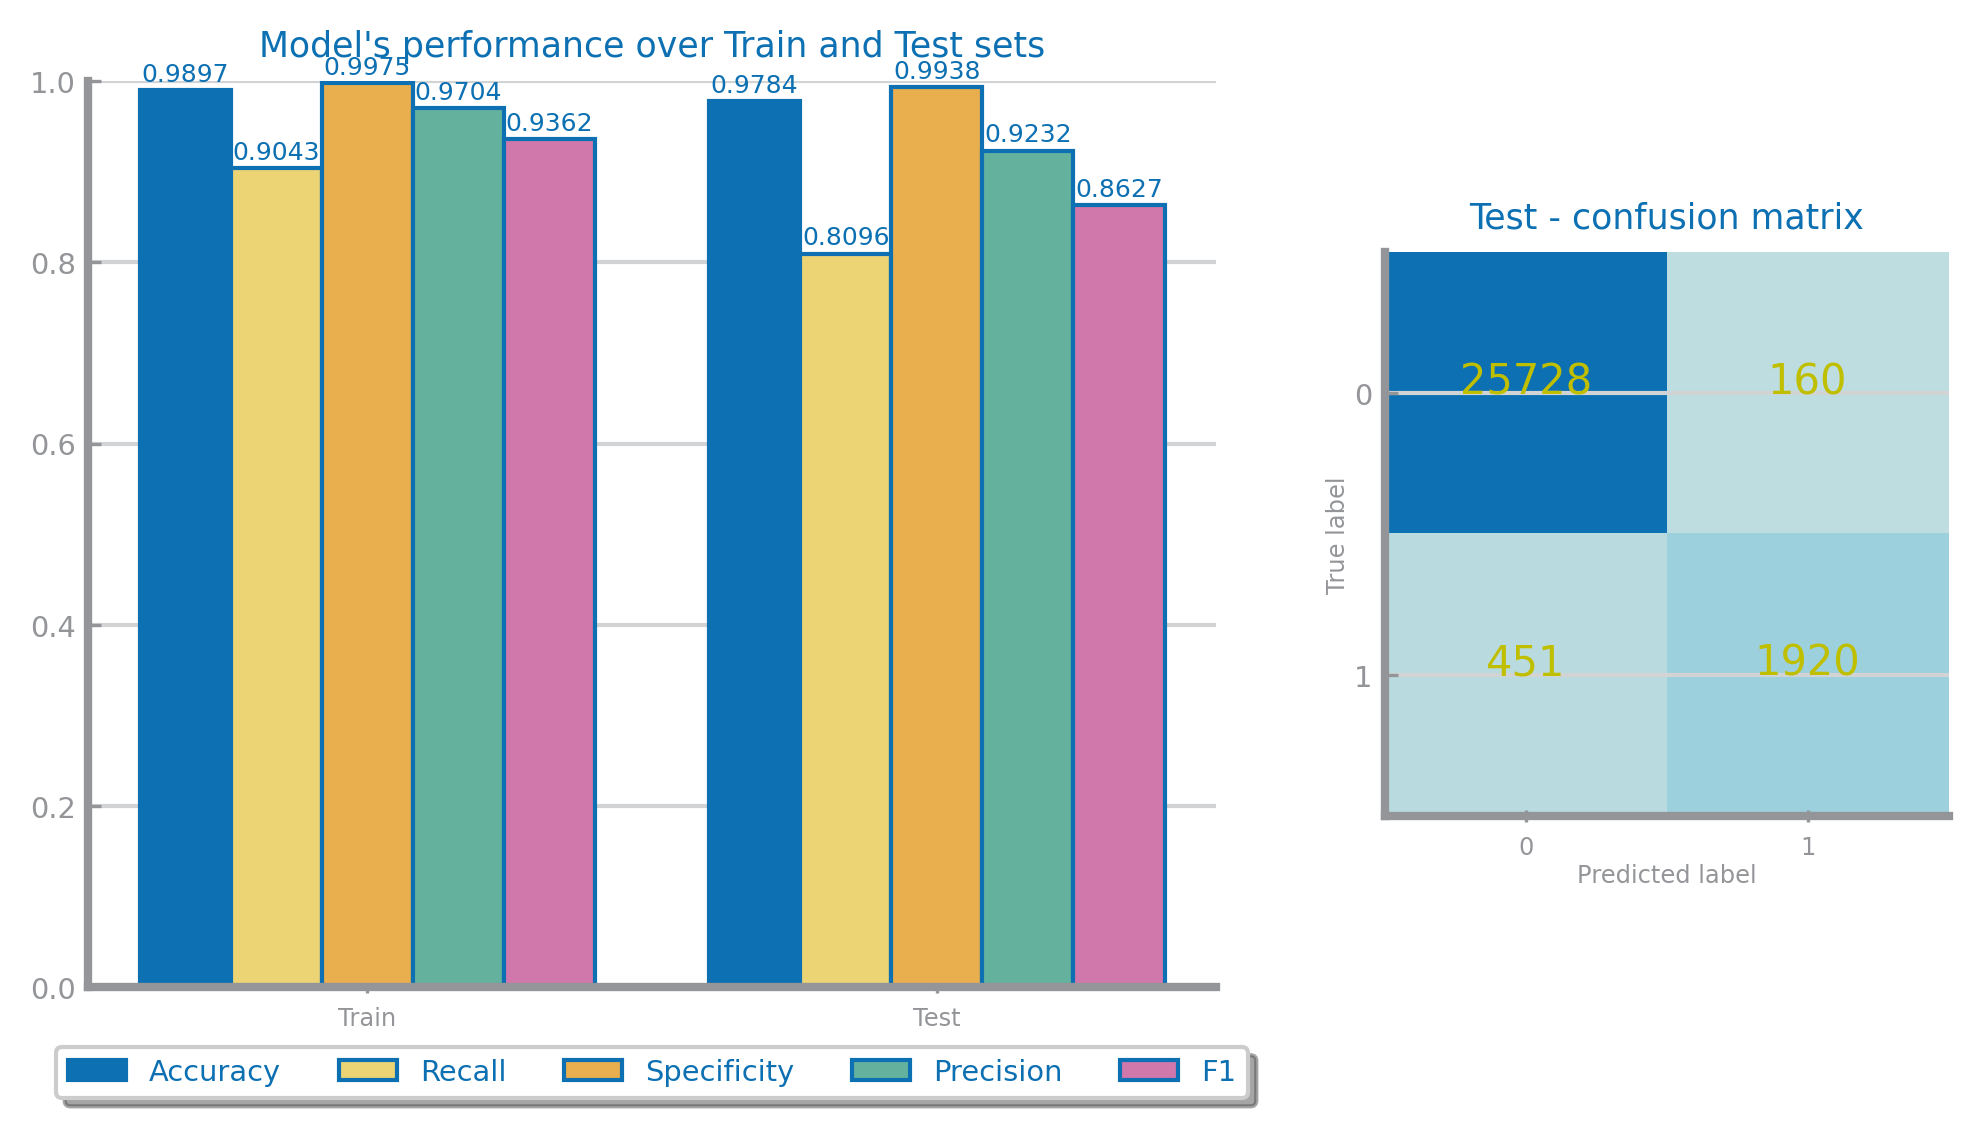 Model's performance over Train and Test sets
0.9897
0.9043
0.9975
0.9704
0.9362
0.9784
0.8096
0.9938
0.9232
0.8627
1.0
0.8
0.6
0.4
0.2
0.0
Train
Test
Accuracy
Recall
Specificity
Precision
F1
Test - confusion matrix
25728
160
451
1920
0
1
True label
0
1
Predicted label